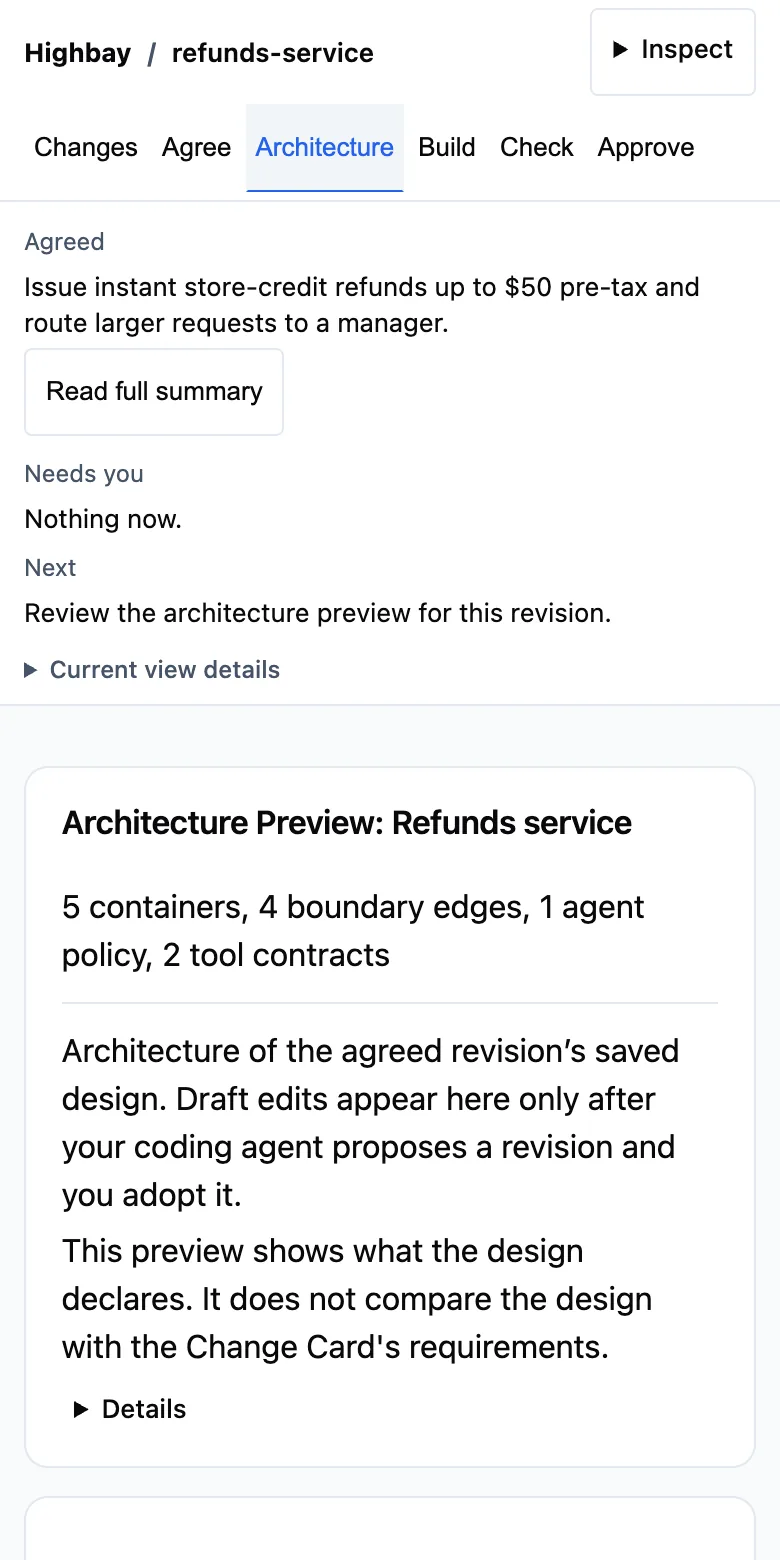 Highbay / refunds-service
▶ Inspect
Changes Agree Architecture Build Check Approve
Agreed
Issue instant store-credit refunds up to $50 pre-tax and
route larger requests to a manager.
Read full summary
Needs you
Nothing now.
Next
Review the architecture preview for this revision.
▶ Current view details
Architecture Preview: Refunds service
5 containers, 4 boundary edges, 1 agent
policy, 2 tool contracts
Architecture of the agreed revision’s saved
design. Draft edits appear here only after
your coding agent proposes a revision and
you adopt it.
This preview shows what the design
declares. It does not compare the design
with the Change Card's requirements.
▶ Details